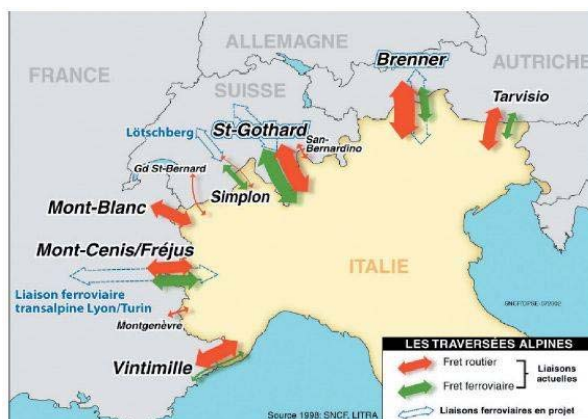 ALLEMAGNE
FRANCE
SUISSE
AUTRICHE
Brenner
Tarvisio
Lötschberg
St-Gothard
San-
Bernardino
Gd St-Bernard
Simplon
Mont-Blanc
Mont-Cenis/Fréjus
ITALIE
Liaison ferroviaire
transalpine Lyon/Turin
Montgenèvre
Vintimille
LES TRAVERSÉES ALPINES
Fret routier
Fret ferroviaire
Liaisons
actuelles
Liaisons ferroviaires en projet
Source 1998: SNCF, LITRA